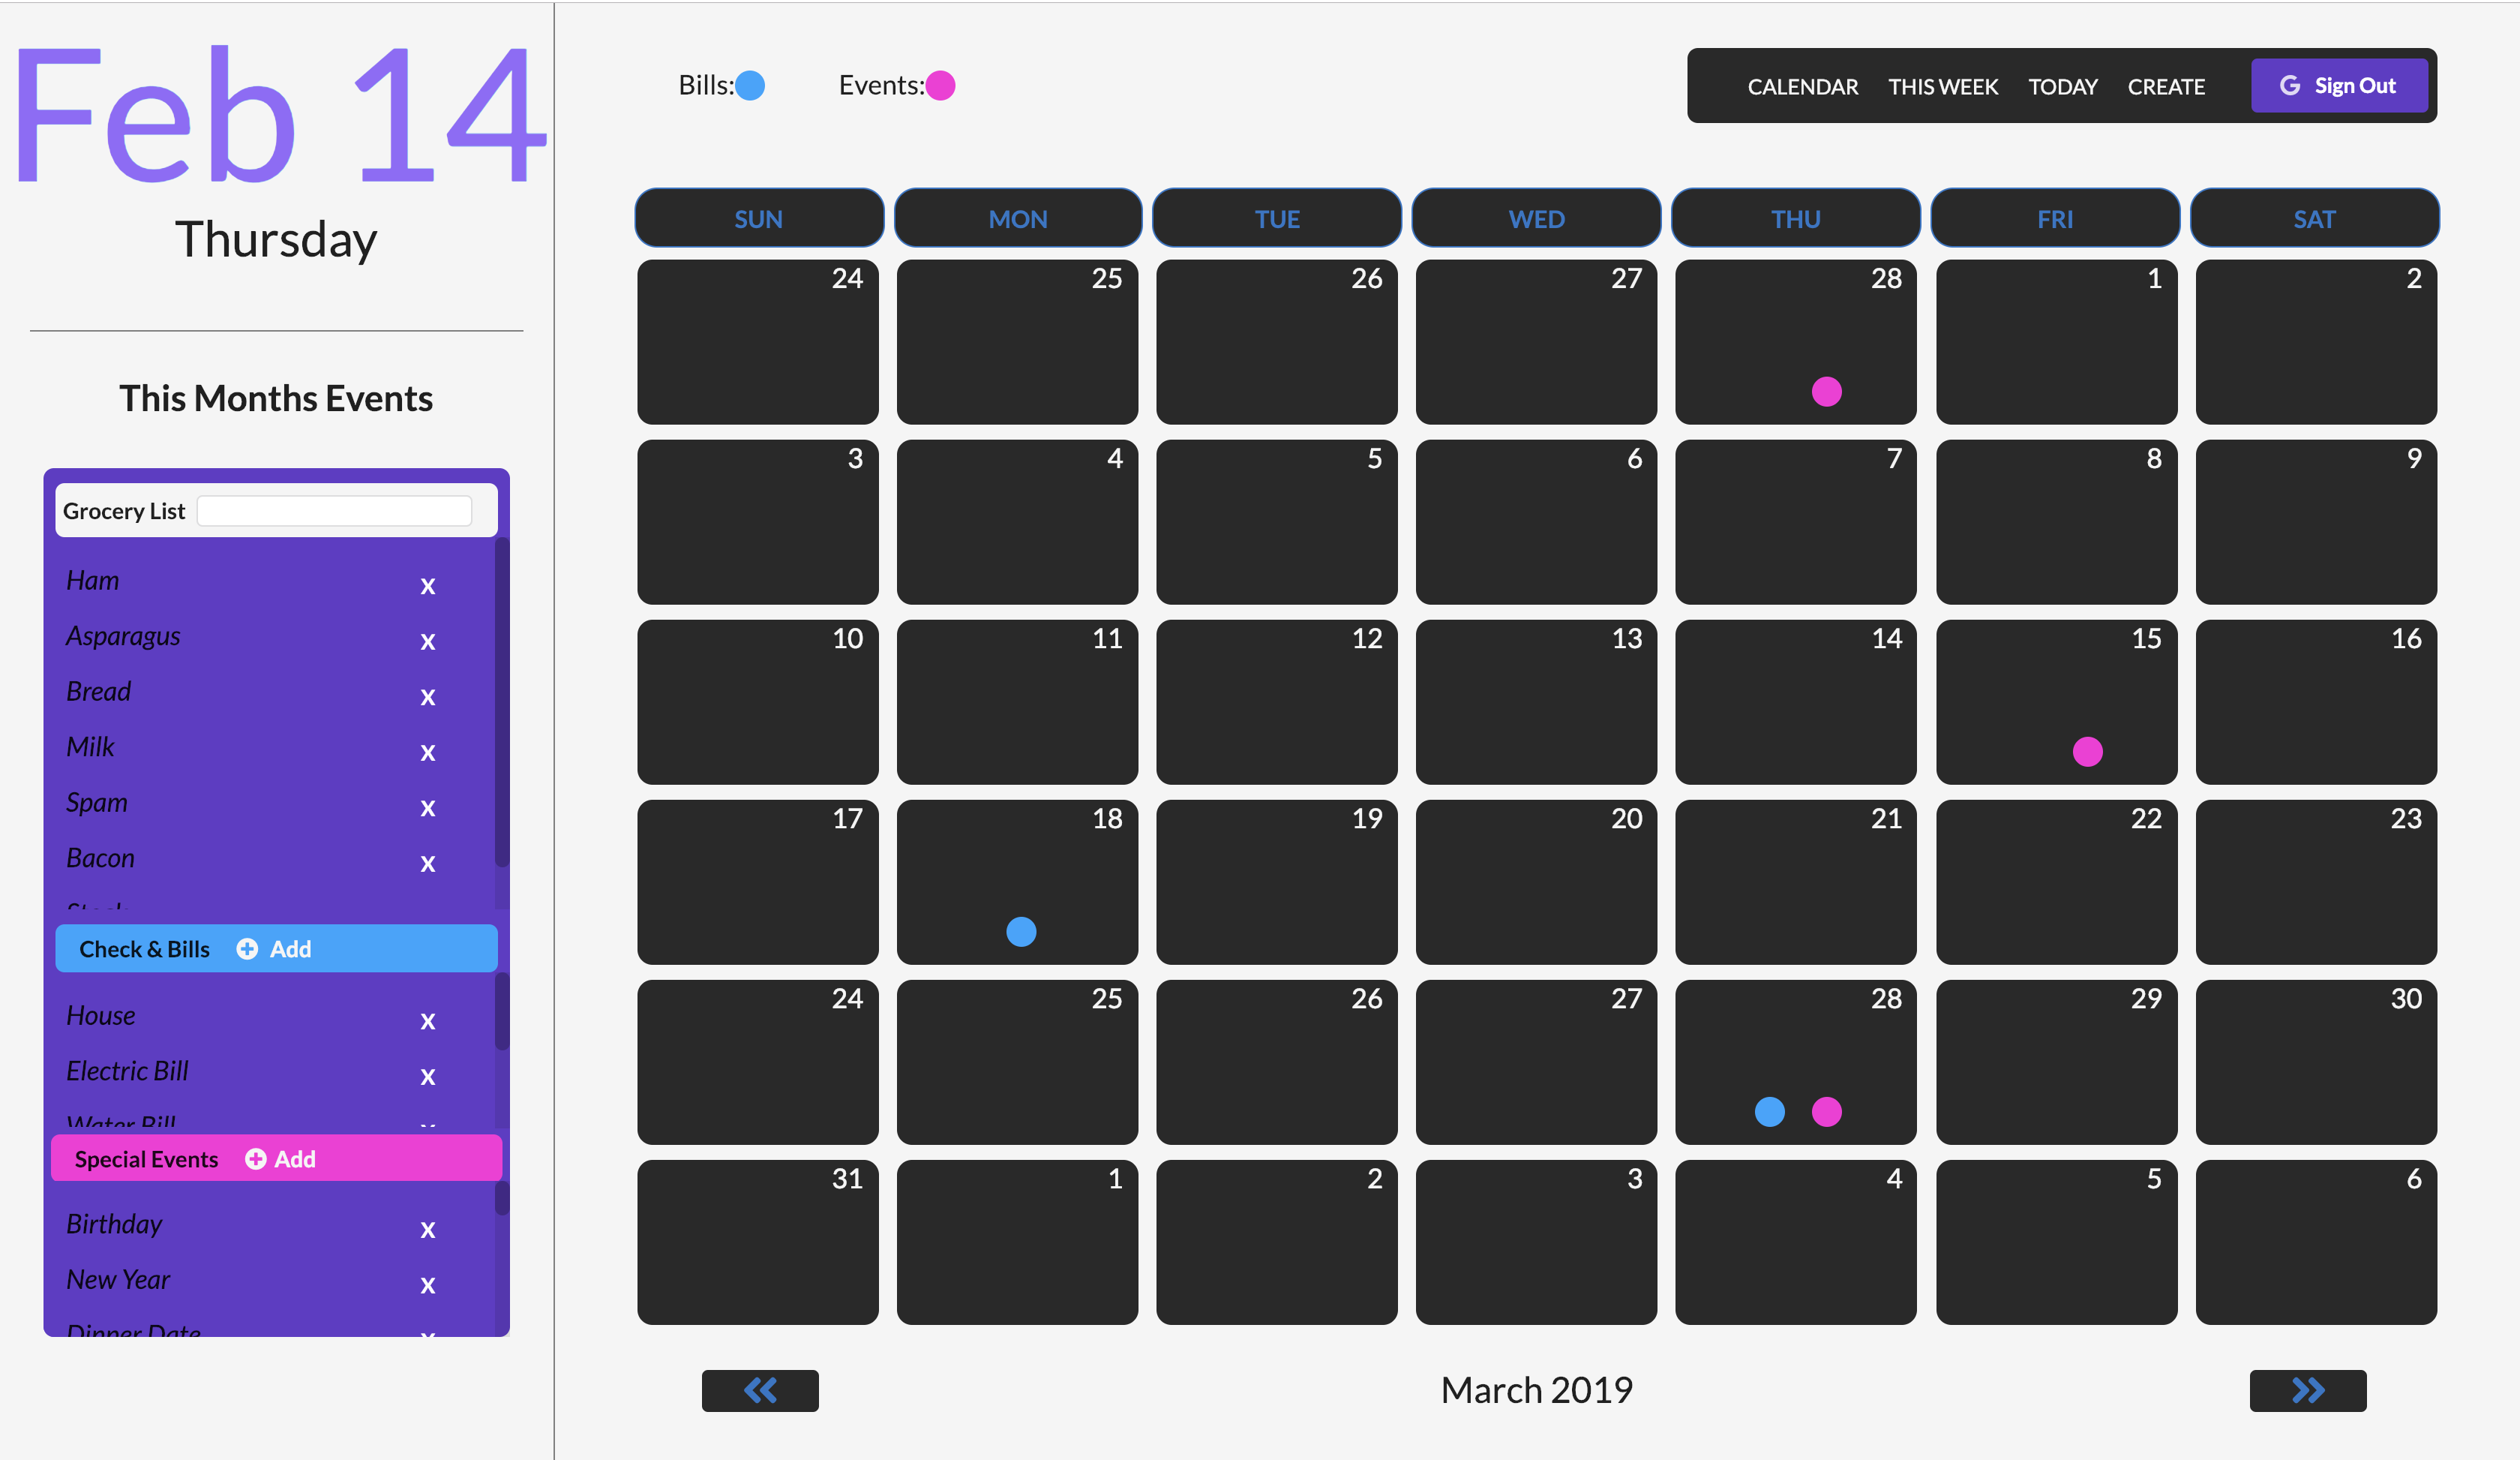 Feb 14
Thursday
This Months Events
Grocery List
Ham X
Asparagus X
Bread X
Milk X
Spam X
Bacon X
Check & Bills Add
House X
Electric Bill X
Water Bill X
Special Events Add
Birthday X
New Year X
Dinner Date X
Bills: Events:
CALENDAR THIS WEEK TODAY CREATE G Sign Out
SUN MON TUE WED THU FRI SAT
24 25 26 27 28 1 2
3 4 5 6 7 8 9
10 11 12 13 14 15 16
17 18 19 20 21 22 23
24 25 26 27 28 29 30
31 1 2 3 4 5 6
March 2019